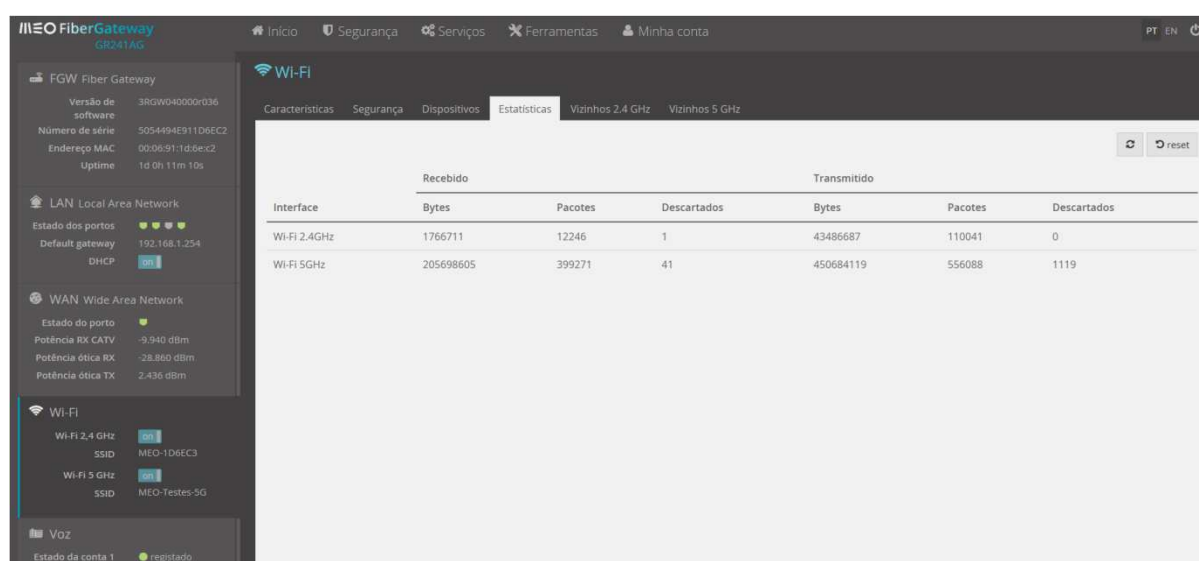 MEO FiberGateway
GR241AG
Início Segurança Serviços Ferramentas Minha conta PT EN
FGW Fiber Gateway
Versão de software 3RGW040000r036
Número de série 5054494E911D6EC2
Endereço MAC 00:06:91:1d:6e:c2
Uptime 1d 0h 11m 10s
LAN Local Area Network
Estado dos portos
Default gateway 192.168.1.254
DHCP on
WAN Wide Area Network
Estado do porto
Potência RX CATV -9.940 dBm
Potência ótica RX -28.860 dBm
Potência ótica TX 2.436 dBm
Wi-Fi
Wi-Fi 2,4 GHz on
SSID MEO-1D6EC3
Wi-Fi 5 GHz on
SSID MEO-Testes-5G
Voz
Estado da conta 1 registado
Wi-Fi
Características Segurança Dispositivos Estatísticas Vizinhos 2.4 GHz Vizinhos 5 GHz
reset
Recebido Transmitido
Interface Bytes Pacotes Descartados Bytes Pacotes Descartados
Wi-Fi 2.4GHz 1766711 12246 1 43486687 110041 0
Wi-Fi 5GHz 205698605 399271 41 450684119 556088 1119